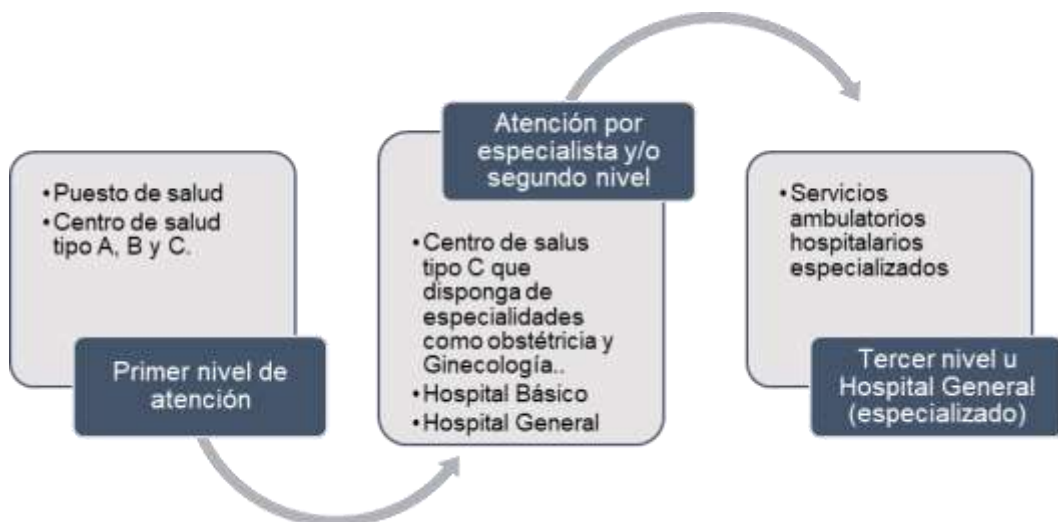 •Puesto de salud
•Centro de salud
tipo A, B y C.
Primer nivel de
atención
Atención por
especialista y/o
segundo nivel
•Centro de salus
tipo C que
disponga de
especialidades
como obstétricia y
Ginecología..
•Hospital Básico
•Hospital General
•Servicios
ambulatorios
hospitalarios
especializados
Tercer nivel u
Hospital General
(especializado)